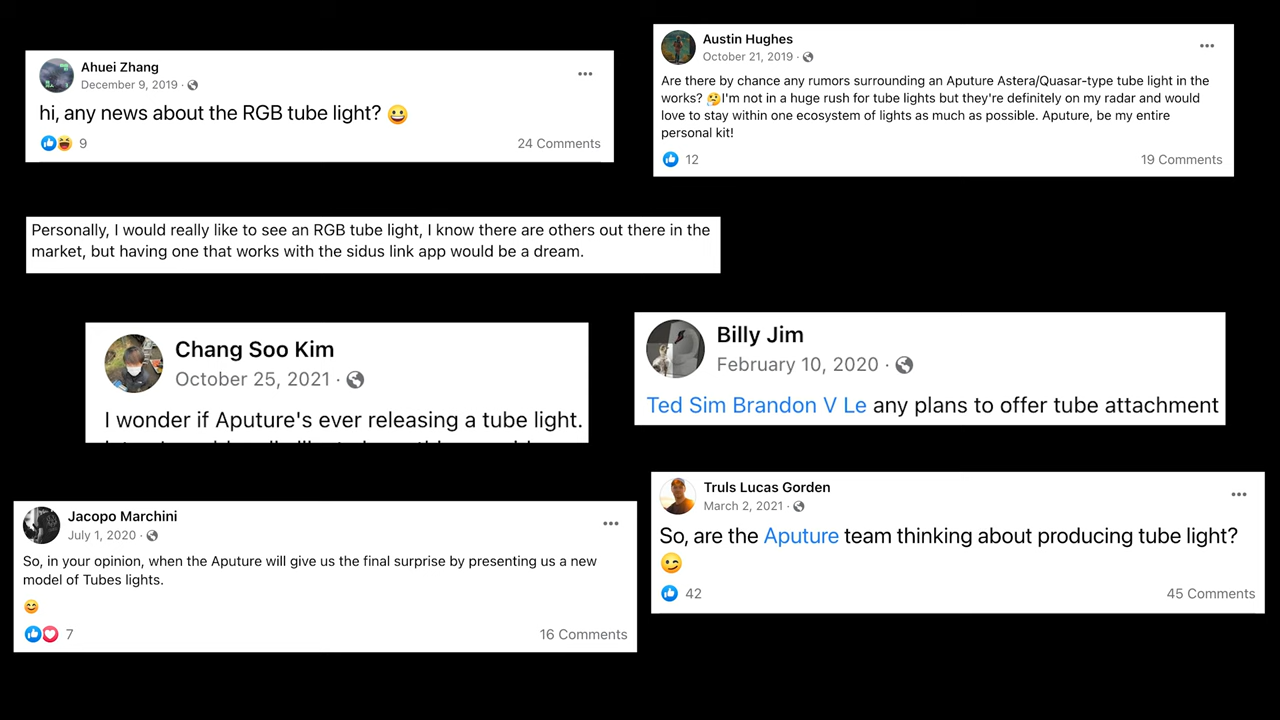 Ahuei Zhang
December 9, 2019 ·
hi, any news about the RGB tube light? 😀
9
24 Comments
Austin Hughes
October 21, 2019 ·
Are there by chance any rumors surrounding an Aputure Astera/Quasar-type tube light in the
works? 🤔I'm not in a huge rush for tube lights but they're definitely on my radar and would
love to stay within one ecosystem of lights as much as possible. Aputure, be my entire
personal kit!
12
19 Comments
Personally, I would really like to see an RGB tube light, I know there are others out there in the
market, but having one that works with the sidus link app would be a dream.
Chang Soo Kim
October 25, 2021 ·
I wonder if Aputure's ever releasing a tube light.
Billy Jim
February 10, 2020 ·
Ted Sim Brandon V Le any plans to offer tube attachment
Jacopo Marchini
July 1, 2020 ·
So, in your opinion, when the Aputure will give us the final surprise by presenting us a new
model of Tubes lights.
😊
7
16 Comments
Truls Lucas Gorden
March 2, 2021 ·
So, are the Aputure team thinking about producing tube light?
😉
42
45 Comments